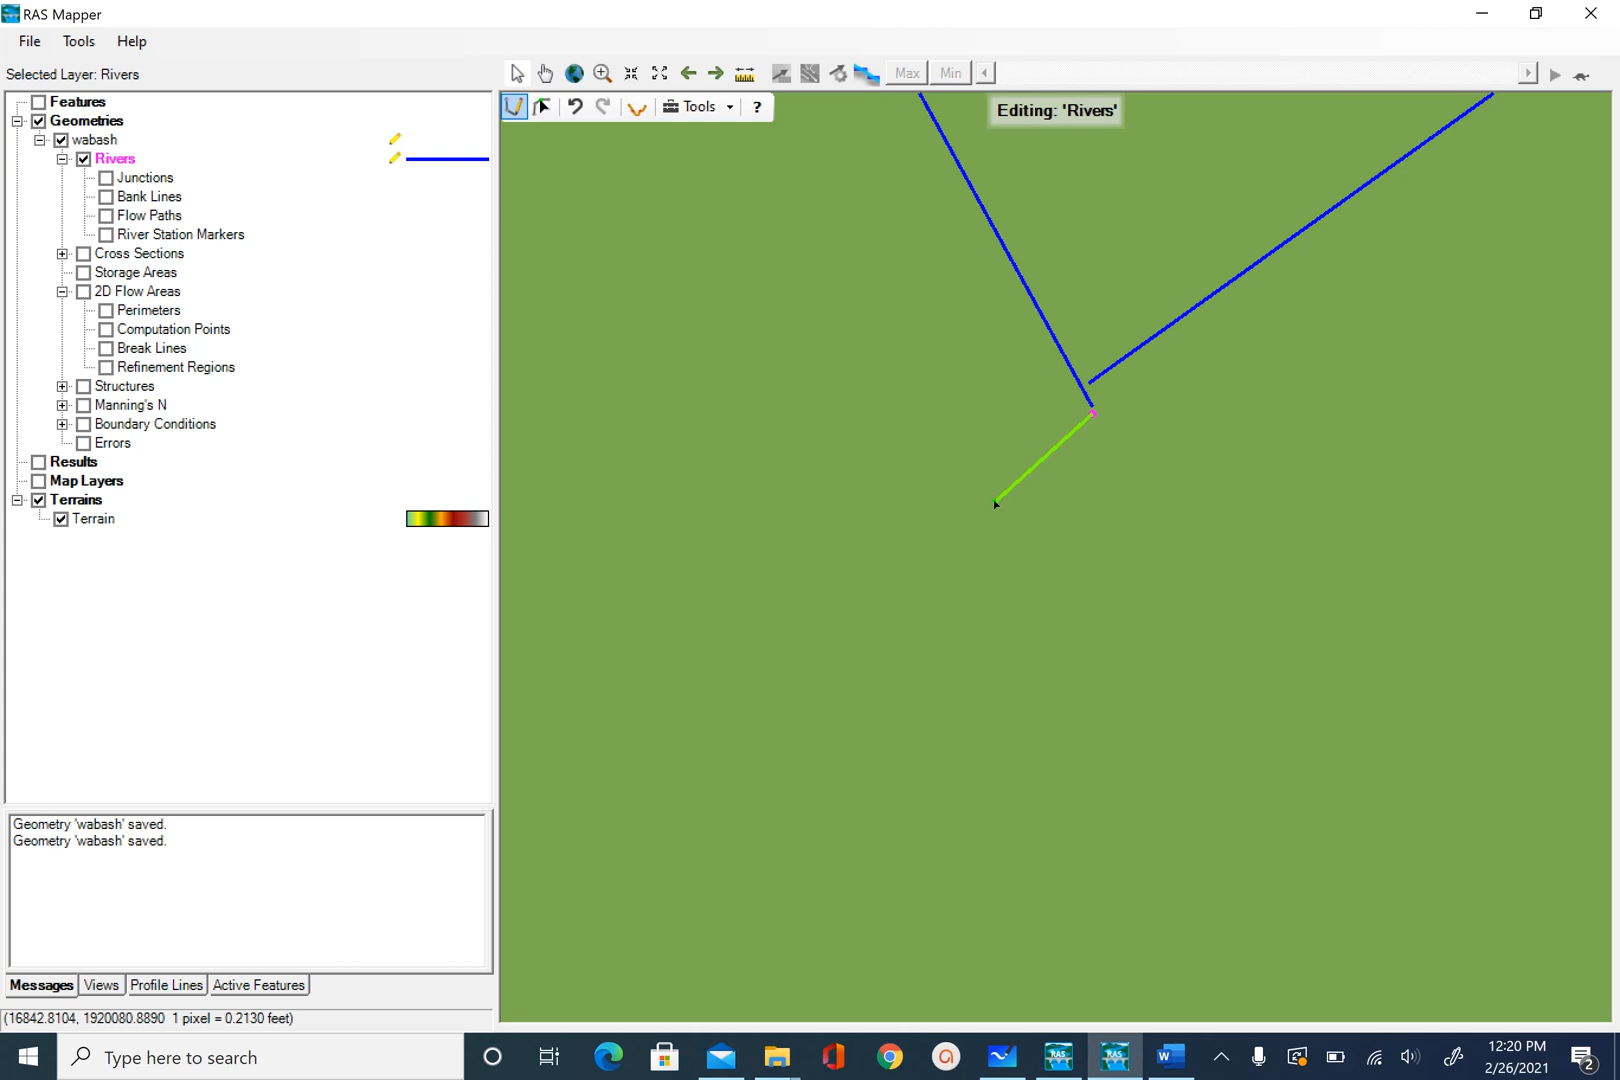 RAS Mapper
File Tools Help
Selected Layer: Rivers
Max Min
Features
Geometries
wabash
Rivers
Junctions
Bank Lines
Flow Paths
River Station Markers
Cross Sections
Storage Areas
2D Flow Areas
Perimeters
Computation Points
Break Lines
Refinement Regions
Structures
Manning's N
Boundary Conditions
Errors
Results
Map Layers
Terrains
Terrain
Tools ?
Editing: 'Rivers'
Geometry 'wabash' saved.
Geometry 'wabash' saved.
Messages Views Profile Lines Active Features
(16842.8104, 1920080.8890 1 pixel = 0.2130 feet)
Type here to search
a
RAS
RAS
W
12:20 PM
2/26/2021
2